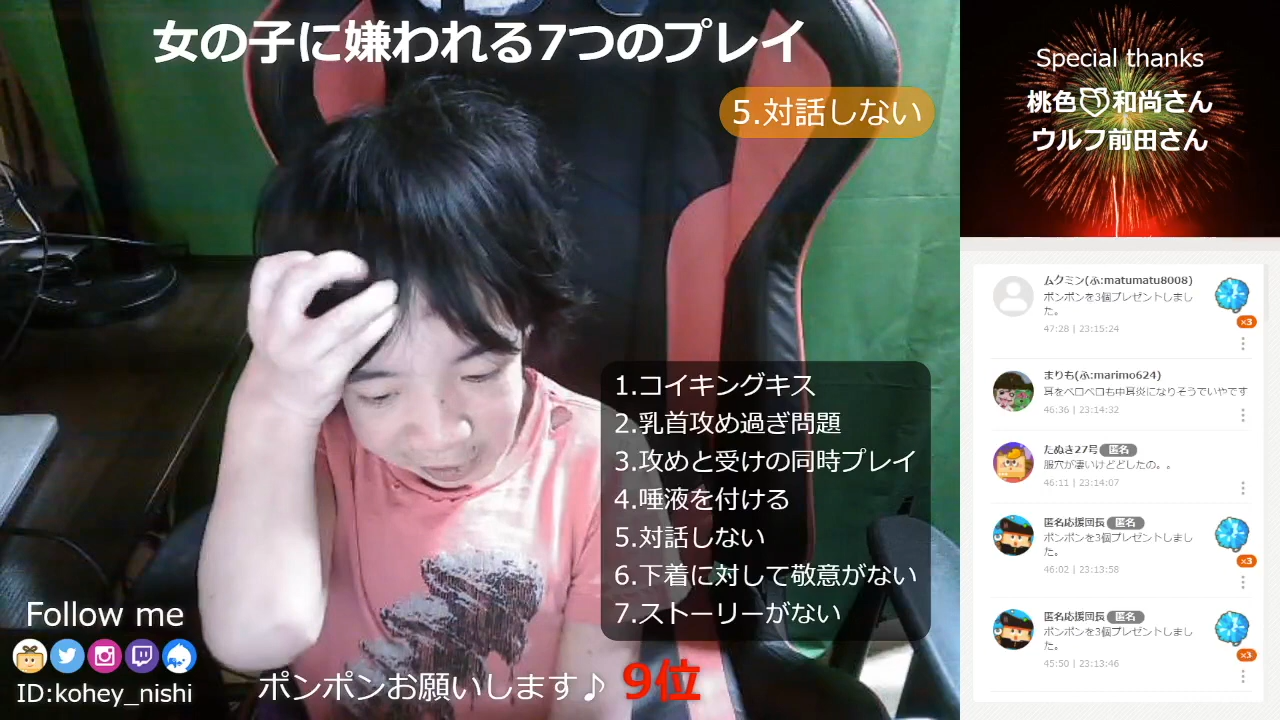 女の子に嫌われる7つのプレイ
5.対話しない
1.コイキングキス
2.乳首攻め過ぎ問題
3.攻めと受けの同時プレイ
4.唾液を付ける
5.対話しない
6.下着に対して敬意がない
7.ストーリーがない
Follow me
ID:kohey_nishi
ポンポンお願いします♪ 9位
Special thanks
桃色🍑和尚さん
ウルフ前田さん
ムクミン(ふ:matumatu8008)
ポンポンを3個プレゼントしまし
た。
x3
47:28 | 23:15:24
まりも(ふ:marimo624)
耳をベロベロも中耳炎になりそうでいやです
46:36 | 23:14:32
たぬき27号 匿名
服穴が凄いけどどしたの。。
46:11 | 23:14:07
匿名応援団長 匿名
ポンポンを3個プレゼントしまし
た。
x3
46:02 | 23:13:58
匿名応援団長 匿名
ポンポンを3個プレゼントしまし
た。
x3
45:50 | 23:13:46